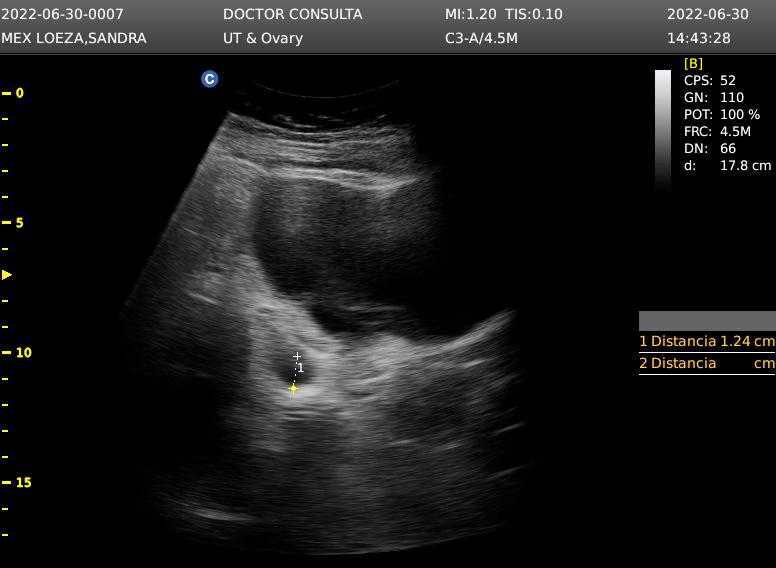 2022-06-30-0007 DOCTOR CONSULTA MI:1.20 TIS:0.10 2022-06-30
MEX LOEZA,SANDRA UT & Ovary C3-A/4.5M 14:43:28
C
[B]
CPS: 52
GN: 110
POT: 100 %
FRC: 4.5M
DN: 66
d: 17.8 cm
0
5
10
15
1
1 Distancia 1.24 cm
2 Distancia cm